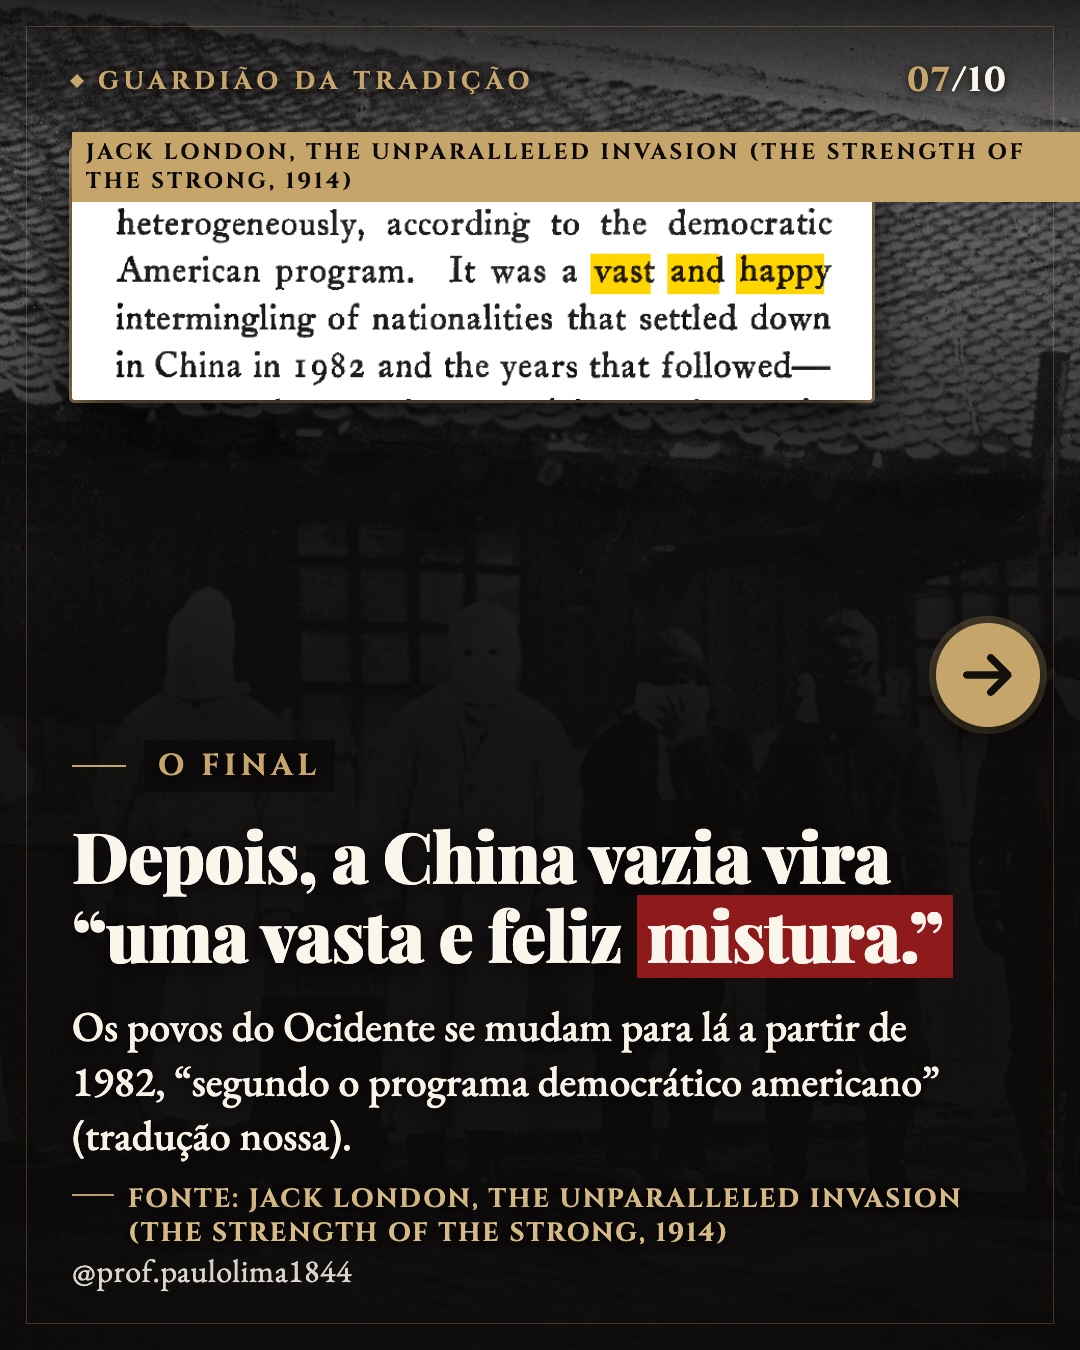 GUARDIÃO DA TRADIÇÃO
07/10
JACK LONDON, THE UNPARALLELED INVASION (THE STRENGTH OF
THE STRONG, 1914)
heterogeneously, according to the democratic
American program. It was a vast and happy
intermingling of nationalities that settled down
in China in 1982 and the years that followed—
O FINAL
Depois, a China vazia vira
“uma vasta e feliz mistura.”
Os povos do Ocidente se mudam para lá a partir de
1982, “segundo o programa democrático americano”
(tradução nossa).
FONTE: JACK LONDON, THE UNPARALLELED INVASION
(THE STRENGTH OF THE STRONG, 1914)
@prof.paulolima1844